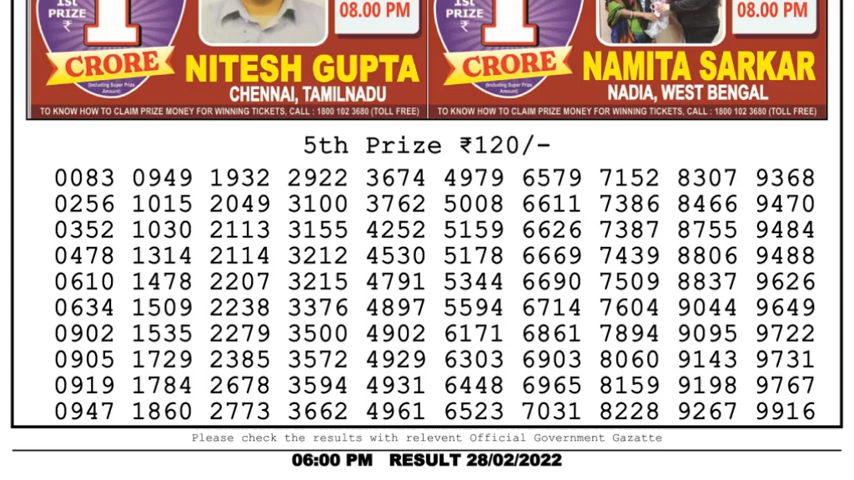 1st
PRIZE
₹
1
CRORE
(Including Super Prize
Amount)
08.00 PM
NITESH GUPTA
CHENNAI, TAMILNADU
TO KNOW HOW TO CLAIM PRIZE MONEY FOR WINNING TICKETS, CALL : 1800 102 3680 (TOLL FREE)
1st
PRIZE
₹
1
CRORE
(Including Super Prize
Amount)
08.00 PM
NAMITA SARKAR
NADIA, WEST BENGAL
TO KNOW HOW TO CLAIM PRIZE MONEY FOR WINNING TICKETS, CALL : 1800 102 3680 (TOLL FREE)
5th Prize ₹120/-
0083 0949 1932 2922 3674 4979 6579 7152 8307 9368
0256 1015 2049 3100 3762 5008 6611 7386 8466 9470
0352 1030 2113 3155 4252 5159 6626 7387 8755 9484
0478 1314 2114 3212 4530 5178 6669 7439 8806 9488
0610 1478 2207 3215 4791 5344 6690 7509 8837 9626
0634 1509 2238 3376 4897 5594 6714 7604 9044 9649
0902 1535 2279 3500 4902 6171 6861 7894 9095 9722
0905 1729 2385 3572 4929 6303 6903 8060 9143 9731
0919 1784 2678 3594 4931 6448 6965 8159 9198 9767
0947 1860 2773 3662 4961 6523 7031 8228 9267 9916
Please check the results with relevent Official Government Gazatte
06:00 PM RESULT 28/02/2022